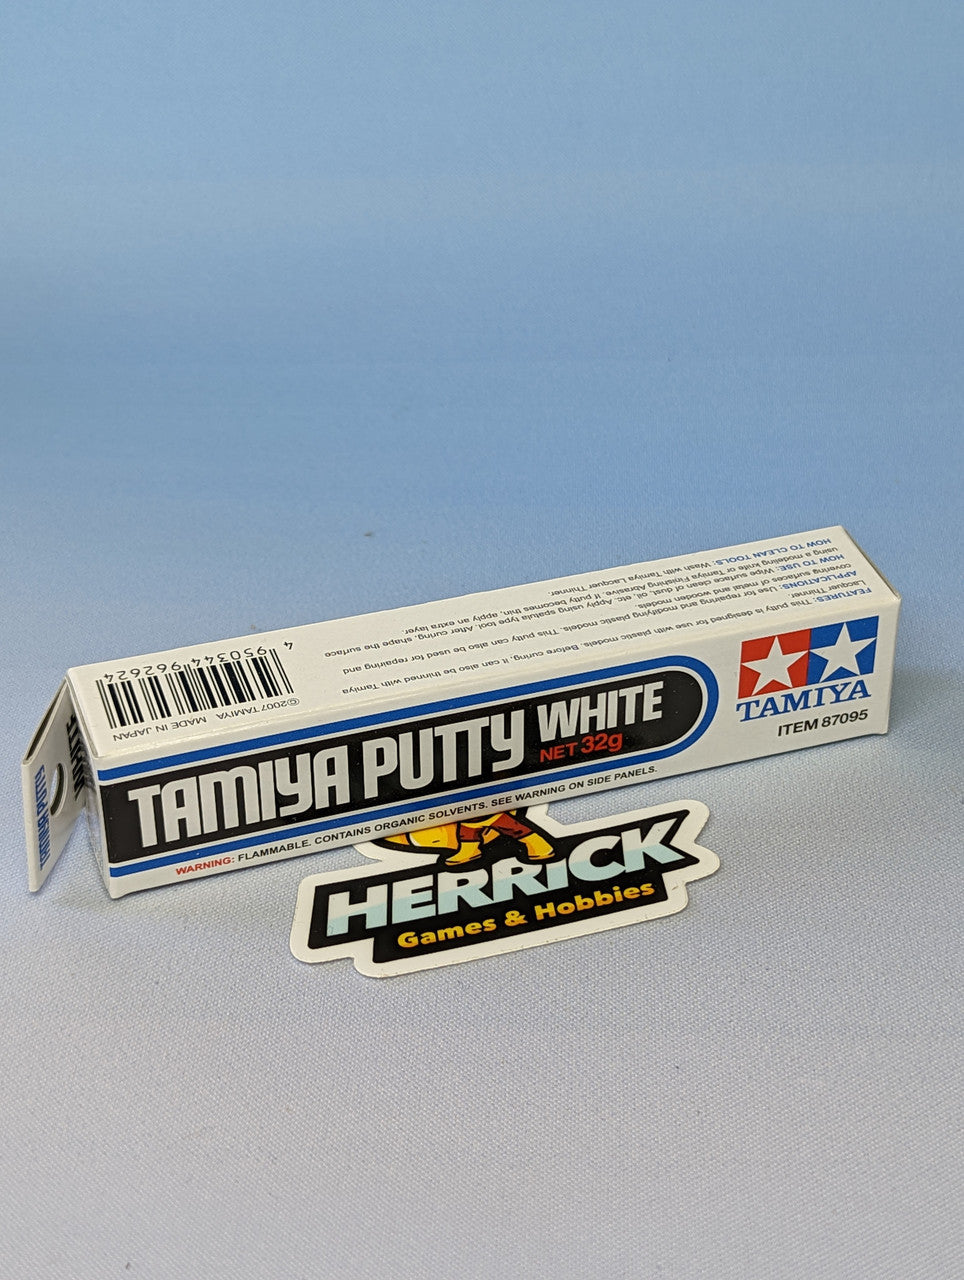 TAMIYA PUTTY WHITE
NET 32g
WARNING: FLAMMABLE. CONTAINS ORGANIC SOLVENTS. SEE WARNING ON SIDE PANELS.
TAMIYA
ITEM 87095
FEATURES: This putty is designed for use with plastic models. Before curing, it can also be thinned with Tamiya
Lacquer Thinner.
APPLICATIONS: Use for repairing and modifying plastic models. This putty can also be used for repairing and
covering surfaces of metal and wooden models.
HOW TO USE: Wipe surface clean of dust, oil, etc. Apply using spatula type tool. After curing, shape the surface
using a modeling knife or Tamiya Finishing Abrasive. If putty becomes thin, apply an extra layer.
HOW TO CLEAN TOOLS: Wash with Tamiya Lacquer Thinner.
©2007 TAMIYA MADE IN JAPAN
4 950344 962624
HERRICK
Games & Hobbies